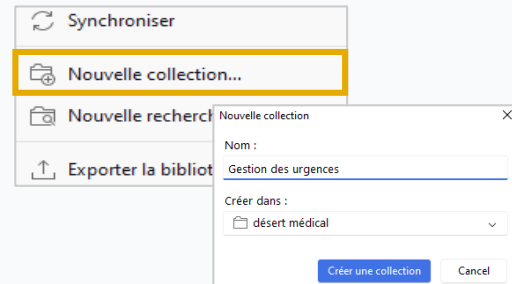 Synchroniser
Nouvelle collection...
Nouvelle recherch
Exporter la bibliot
Nouvelle collection
Nom :
Gestion des urgences
Créer dans :
désert médical
Créer une collection
Cancel